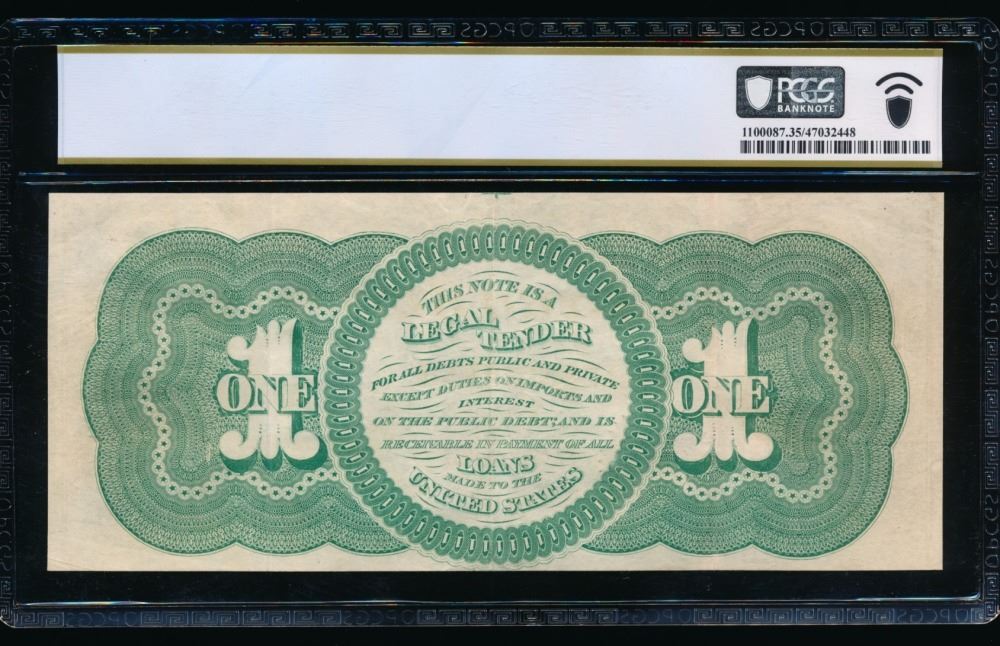 PCGS
BANKNOTE
1100087.35/47032448
THIS NOTE IS A
LEGAL TENDER
FOR ALL DEBTS PUBLIC AND PRIVATE
EXCEPT DUTIES ON IMPORTS AND
INTEREST
ON THE PUBLIC DEBT; AND IS
RECEIVABLE IN PAYMENT OF ALL
LOANS
MADE TO THE
UNITED STATES
1
ONE
1
ONE